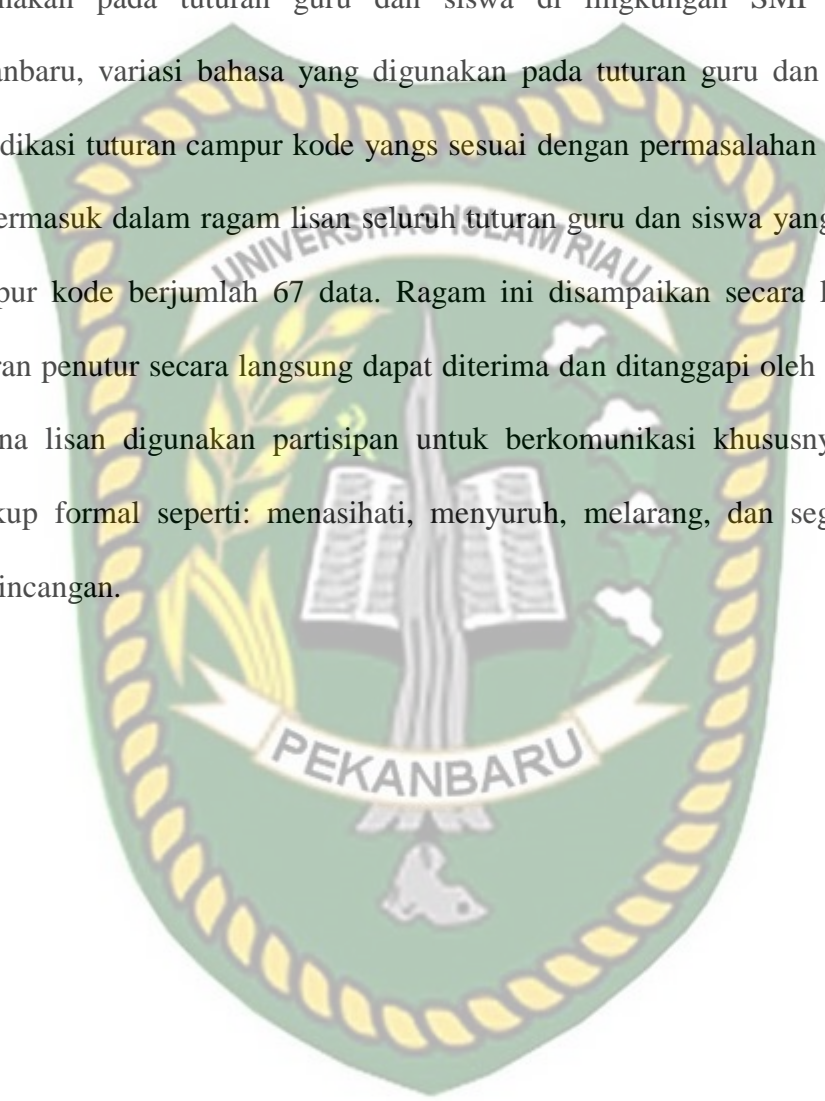 nakan pada tuturan guru dan siswa di lingkungan SMP
anbaru, variasi bahasa yang digunakan pada tuturan guru dan
dikasi tuturan campur kode yangs sesuai dengan permasalahan
ermasuk dalam ragam lisan seluruh tuturan guru dan siswa yang
UNIVERSITAS ISLAM RIAU
pur kode berjumlah 67 data. Ragam ini disampaikan secara l
ran penutur secara langsung dapat diterima dan ditanggapi oleh
na lisan digunakan partisipan untuk berkomunikasi khususny
kup formal seperti: menasihati, menyuruh, melarang, dan seg
incangan.
PEKANBARU